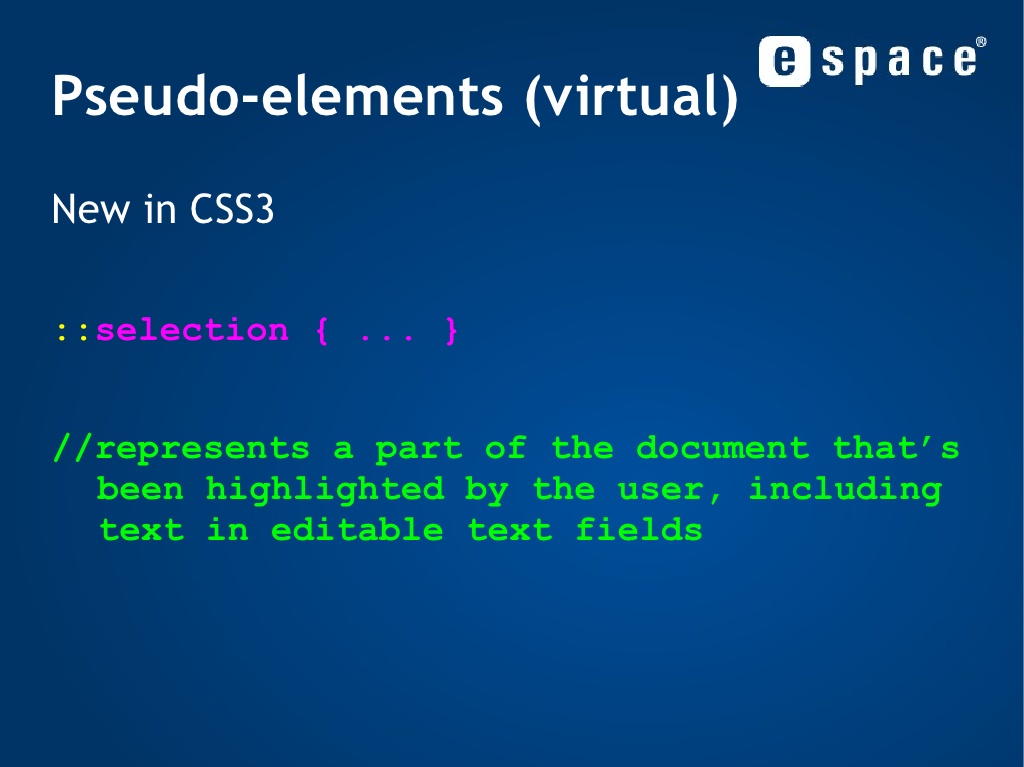 e space®
Pseudo-elements (virtual)
New in CSS3
::selection { ... }
//represents a part of the document that’s
been highlighted by the user, including
text in editable text fields